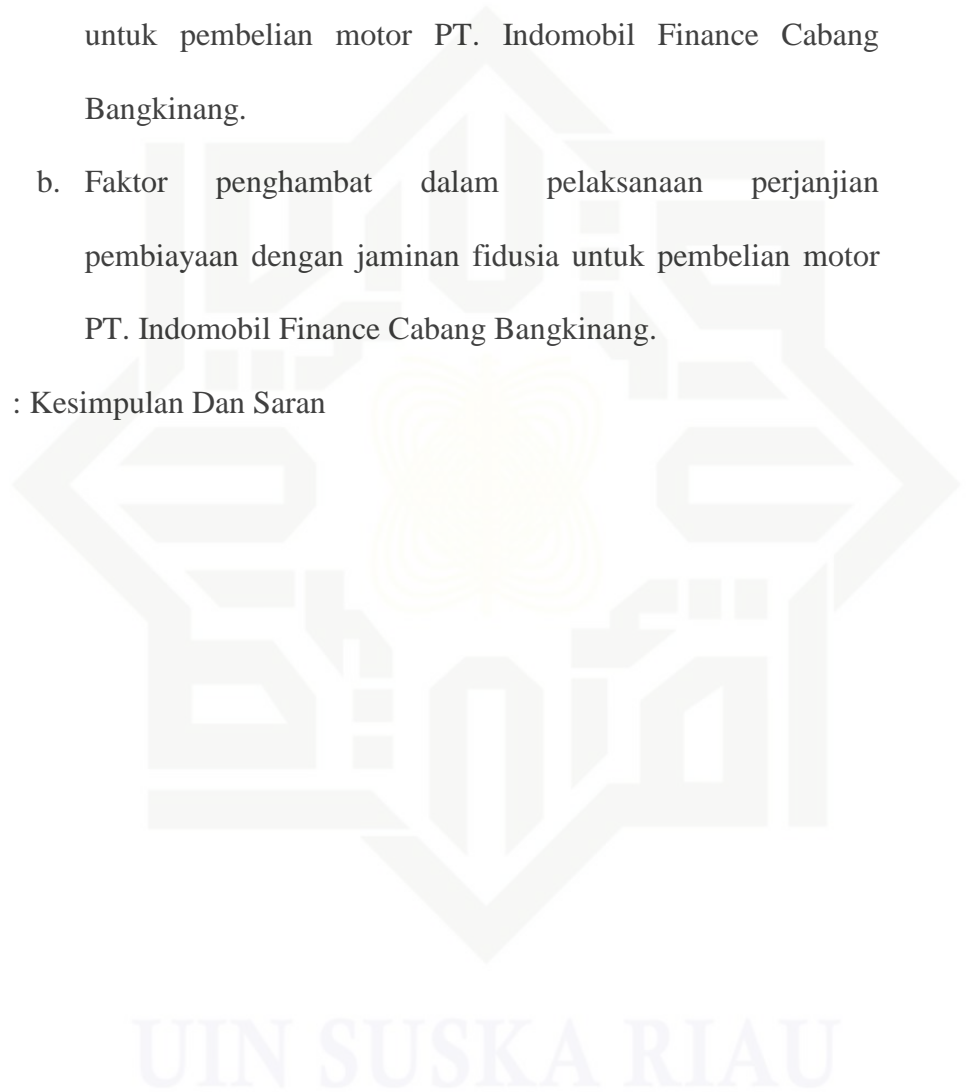 untuk pembelian motor PT. Indomobil Finance Cabang
Bangkinang.
b. Faktor penghambat dalam pelaksanaan perjanjian
pembiayaan dengan jaminan fidusia untuk pembelian motor
PT. Indomobil Finance Cabang Bangkinang.
: Kesimpulan Dan Saran
UIN SUSKA RIAU